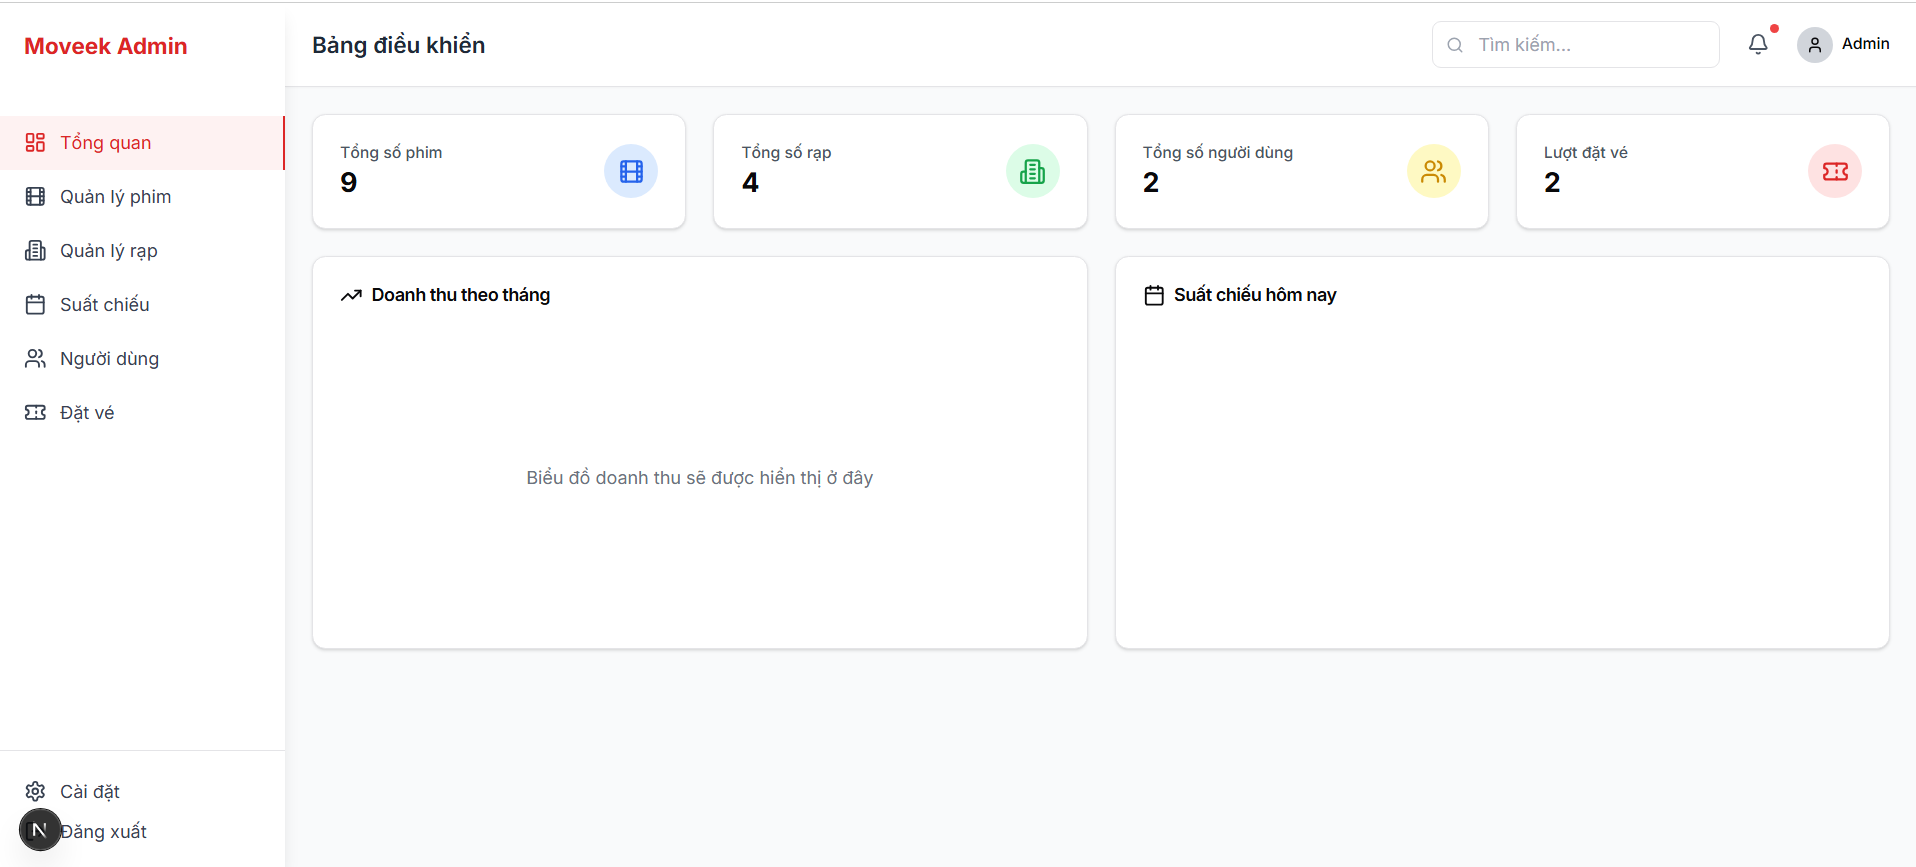 Moveek Admin
Tổng quan
Quản lý phim
Quản lý rạp
Suất chiếu
Người dùng
Đặt vé
Cài đặt
Đăng xuất
N
Bảng điều khiển
Tìm kiếm...
Admin
Tổng số phim
9
Tổng số rạp
4
Tổng số người dùng
2
Lượt đặt vé
2
Doanh thu theo tháng
Biểu đồ doanh thu sẽ được hiển thị ở đây
Suất chiếu hôm nay